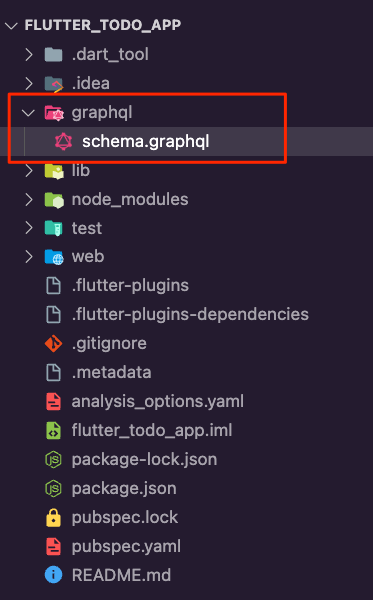 FLUTTER_TODO_APP
.dart_tool
.idea
graphql
schema.graphql
lib
node_modules
test
web
.flutter-plugins
.flutter-plugins-dependencies
.gitignore
.metadata
analysis_options.yaml
flutter_todo_app.iml
package-lock.json
package.json
pubspec.lock
pubspec.yaml
README.md